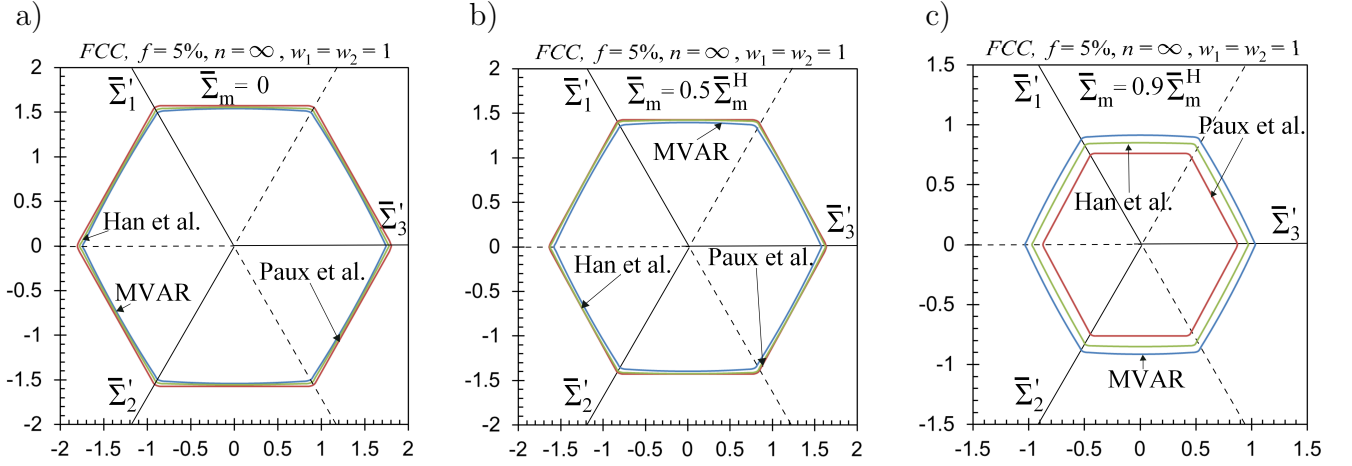 a)
FCC, f = 5%, n = ∞ , w₁ = w₂ = 1
Σ̅₁'
Σ̅ₘ = 0
Han et al.
Σ̅₃'
Paux et al.
MVAR
Σ̅₂'
2
1.5
1
0.5
0
-0.5
-1
-1.5
-2
-2 -1.5 -1 -0.5 0 0.5 1 1.5 2
b)
FCC, f = 5%, n = ∞ , w₁ = w₂ = 1
Σ̅₁'
Σ̅ₘ = 0.5 Σ̅ₘᴴ
MVAR
Σ̅₃'
Han et al.
Paux et al.
Σ̅₂'
2
1.5
1
0.5
0
-0.5
-1
-1.5
-2
-2 -1.5 -1 -0.5 0 0.5 1 1.5 2
c)
FCC, f = 5%, n = ∞ , w₁ = w₂ = 1
Σ̅₁'
Σ̅ₘ = 0.9 Σ̅ₘᴴ
Paux et al.
Han et al.
Σ̅₃'
MVAR
Σ̅₂'
1.5
1
0.5
0
-0.5
-1
-1.5
-1.5 -1 -0.5 0 0.5 1 1.5